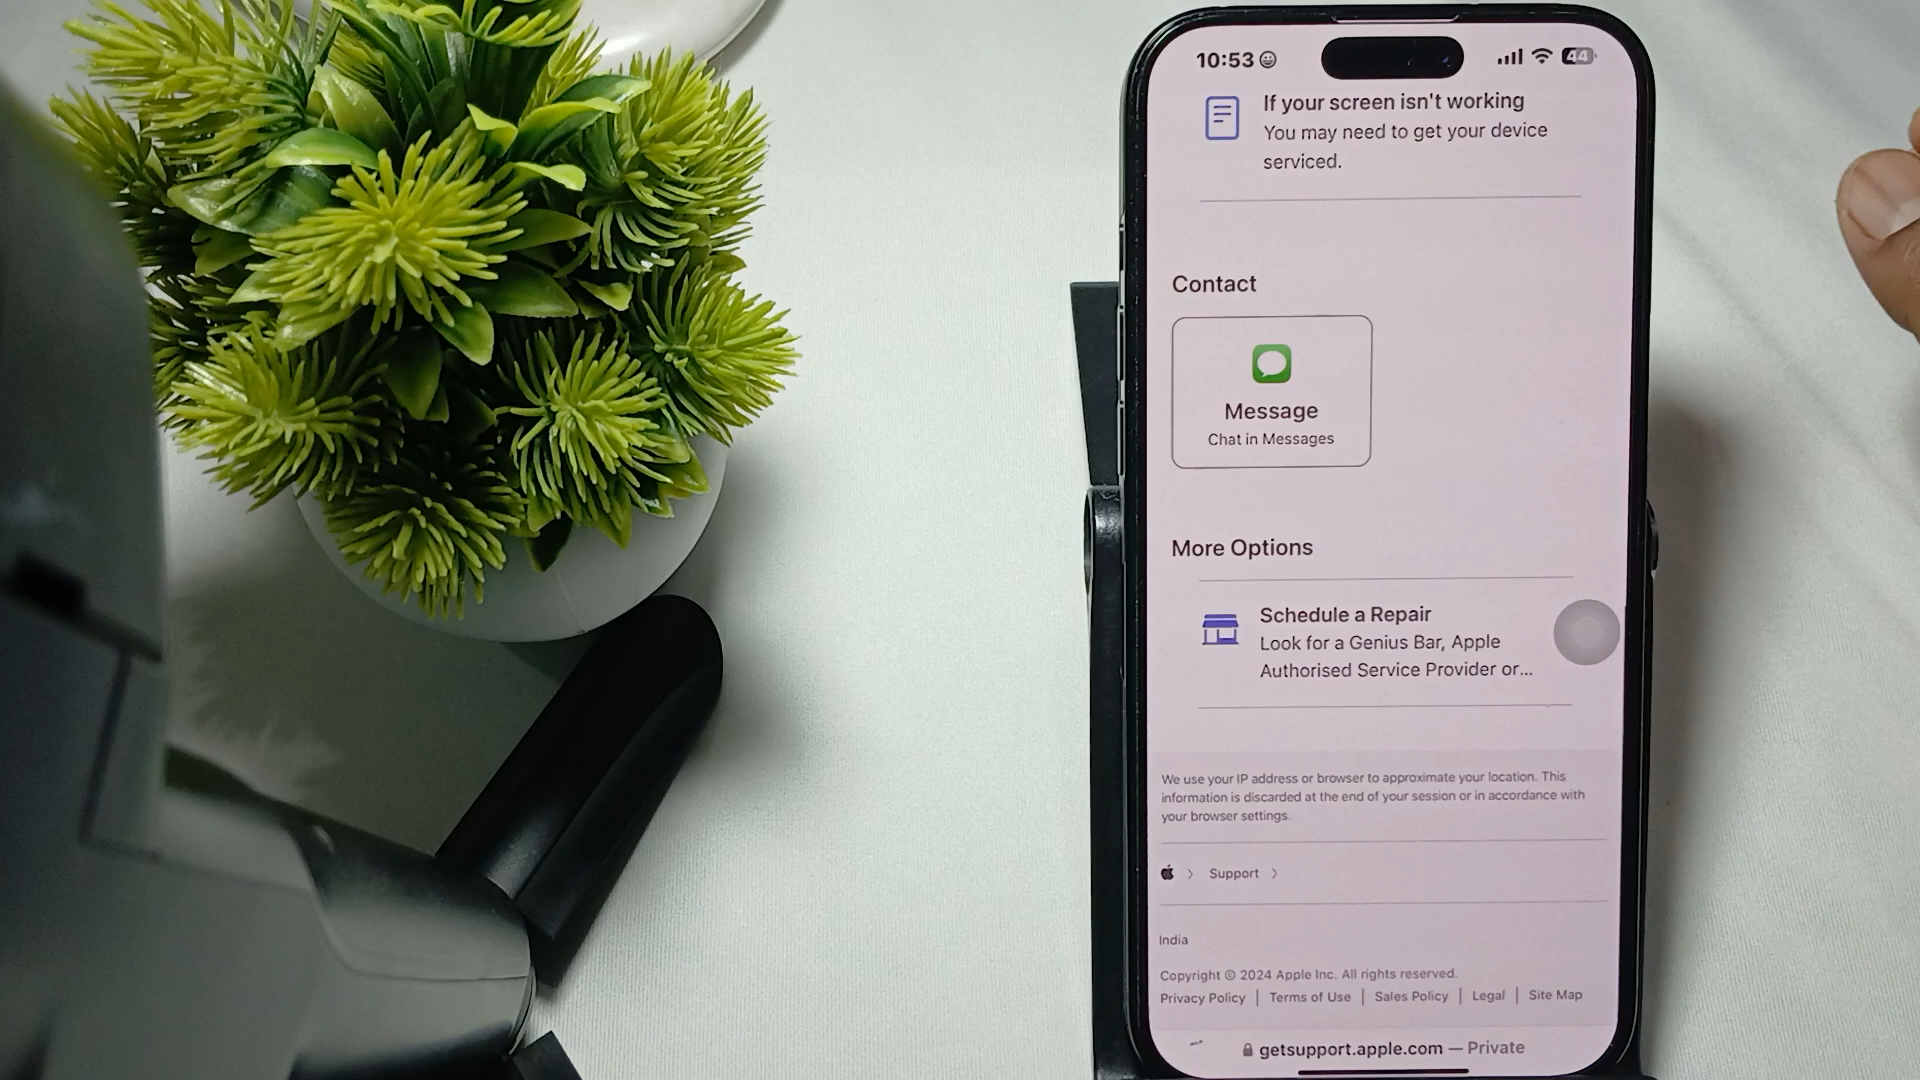 10:53
44
If your screen isn't working
You may need to get your device
serviced.
Contact
Message
Chat in Messages
More Options
Schedule a Repair
Look for a Genius Bar, Apple
Authorised Service Provider or...
We use your IP address or browser to approximate your location. This
information is discarded at the end of your session or in accordance with
your browser settings.
Support
India
Copyright © 2024 Apple Inc. All rights reserved.
Privacy Policy | Terms of Use | Sales Policy | Legal | Site Map
getsupport.apple.com — Private